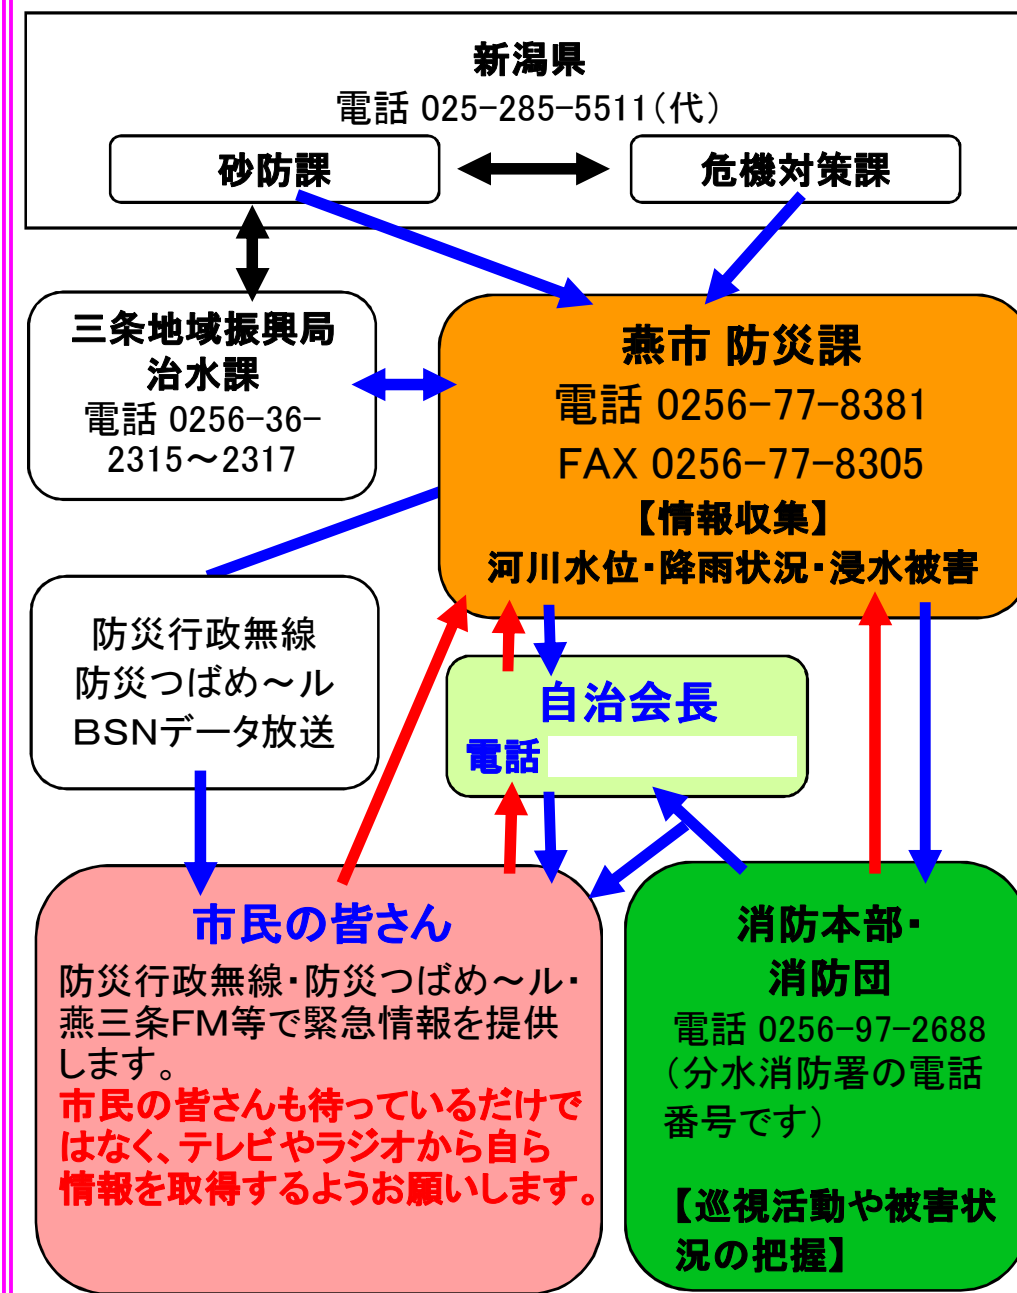 新潟県
電話 025-285-5511(代)
砂防課
危機対策課
三条地域振興局
治水課
電話 0256-36-
2315～2317
燕市 防災課
電話 0256-77-8381
FAX 0256-77-8305
【情報収集】
河川水位・降雨状況・浸水被害
防災行政無線
防災つばめ～ル
BSNデータ放送
自治会長
電話
市民の皆さん
防災行政無線・防災つばめ～ル・
燕三条FM等で緊急情報を提供
します。
市民の皆さんも待っているだけで
はなく、テレビやラジオから自ら
情報を取得するようお願いします。
消防本部・
消防団
電話 0256-97-2688
(分水消防署の電話
番号です)
【巡視活動や被害状
況の把握】